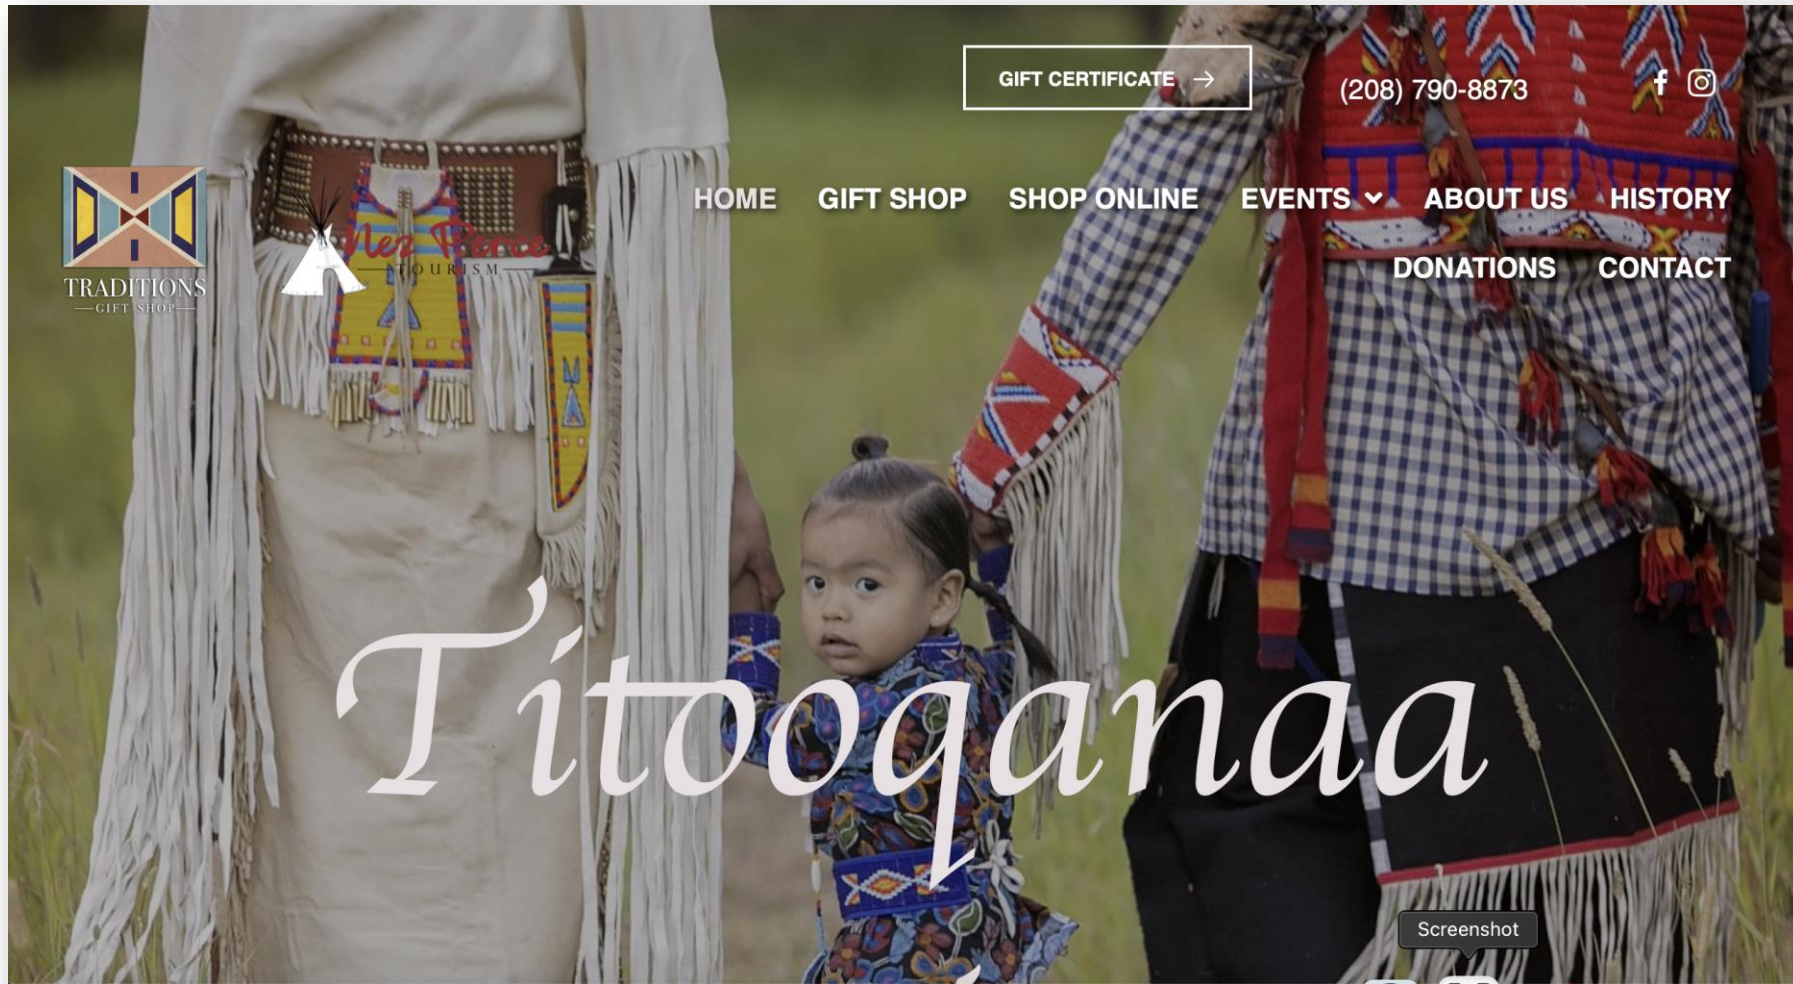 GIFT CERTIFICATE →
(208) 790-8873
HOME GIFT SHOP SHOP ONLINE EVENTS ABOUT US HISTORY
DONATIONS CONTACT
TRADITIONS
GIFT SHOP
Nez Perce
TOURISM
Titooqanaa
Screenshot